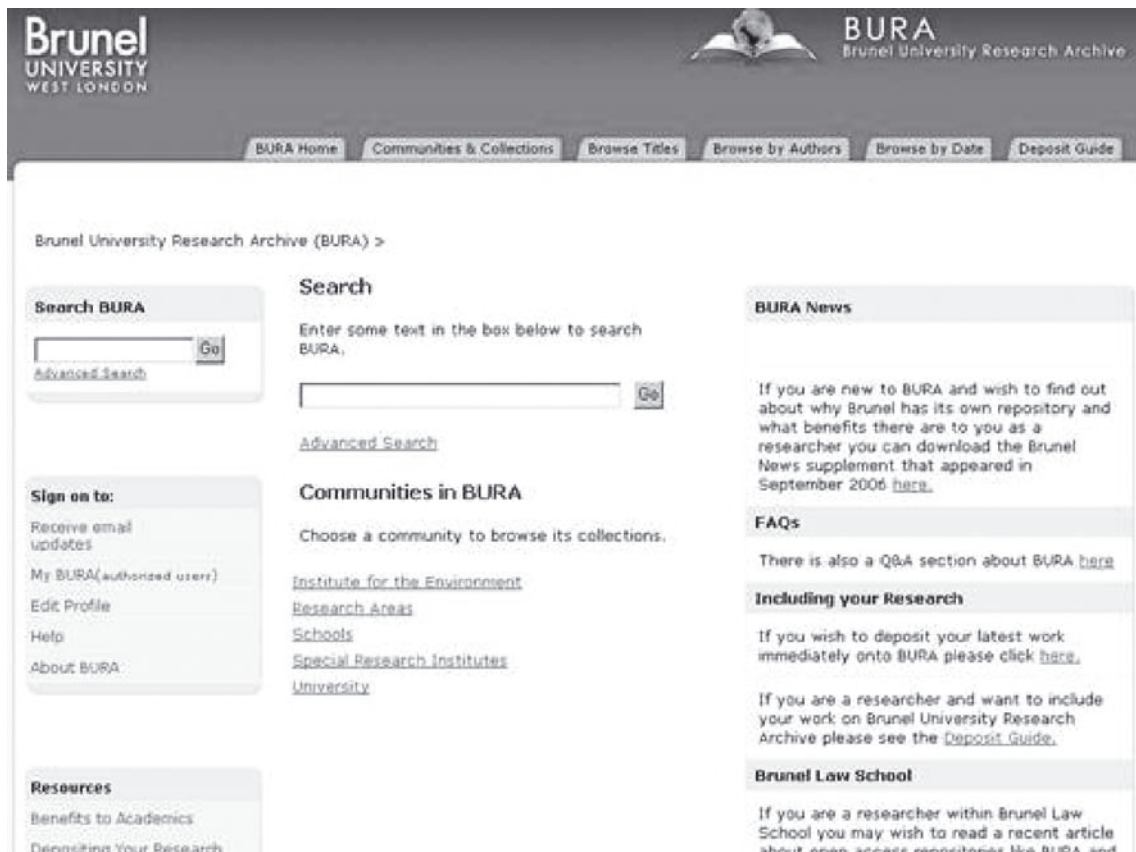 Brunel
UNIVERSITY
WEST LONDON
BURA
Brunel University Research Archive
BURA Home Communities & Collections Browse Titles Browse by Authors Browse by Date Deposit Guide
Brunel University Research Archive (BURA) >
Search BURA
Go
Advanced Search
Sign on to:
Receive email
updates
My BURA(authorized users)
Edit Profile
Help
About BURA
Resources
Benefits to Academics
Depositing Your Research
Search
Enter some text in the box below to search
BURA.
Go
Advanced Search
Communities in BURA
Choose a community to browse its collections.
Institute for the Environment
Research Areas
Schools
Special Research Institutes
University
BURA News
If you are new to BURA and wish to find out
about why Brunel has its own repository and
what benefits there are to you as a
researcher you can download the Brunel
News supplement that appeared in
September 2006 here.
FAQs
There is also a Q&A section about BURA here
Including your Research
If you wish to deposit your latest work
immediately onto BURA please click here.
If you are a researcher and want to include
your work on Brunel University Research
Archive please see the Deposit Guide.
Brunel Law School
If you are a researcher within Brunel Law
School you may wish to read a recent article
about open access repositories like BURA and